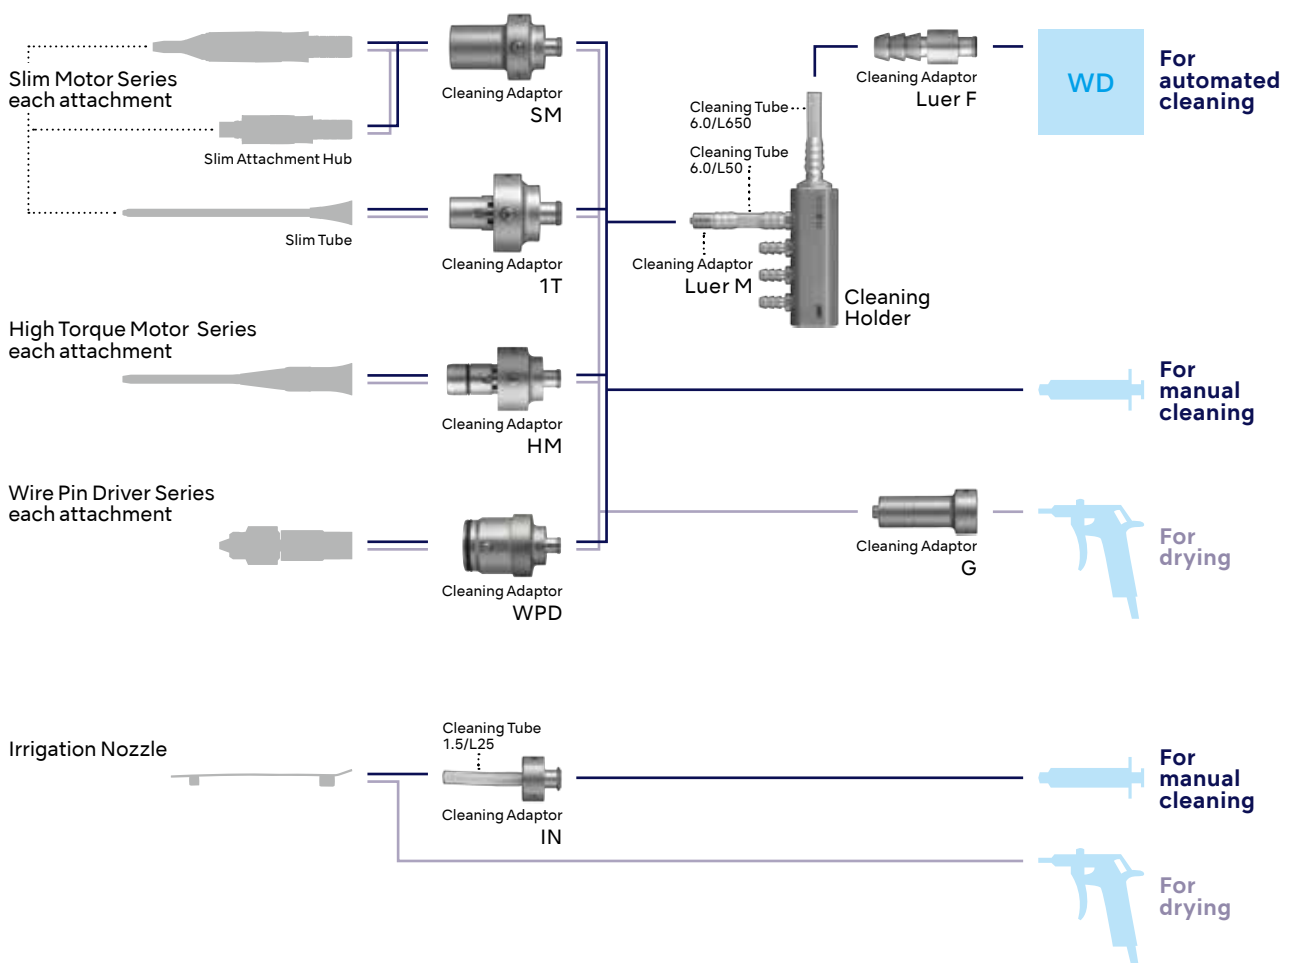 Slim Motor Series
each attachment
Slim Attachment Hub
Slim Tube
Cleaning Adaptor
SM
Cleaning Adaptor
1T
High Torque Motor Series
each attachment
Cleaning Adaptor
HM
Wire Pin Driver Series
each attachment
Cleaning Adaptor
WPD
Cleaning Tube
6.0/L650
Cleaning Tube
6.0/L50
Cleaning Adaptor
Luer M
Cleaning
Holder
Cleaning Adaptor
Luer F
WD
For
automated
cleaning
For
manual
cleaning
Cleaning Adaptor
G
For
drying
Irrigation Nozzle
Cleaning Tube
1.5/L25
Cleaning Adaptor
IN
For
manual
cleaning
For
drying